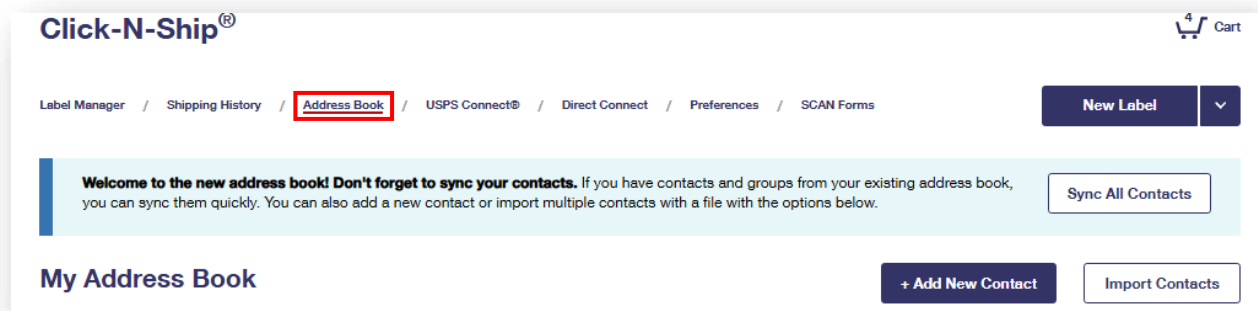 Click-N-Ship®
4
Cart
Label Manager / Shipping History / Address Book / USPS Connect® / Direct Connect / Preferences / SCAN Forms
New Label
Welcome to the new address book! Don't forget to sync your contacts. If you have contacts and groups from your existing address book,
you can sync them quickly. You can also add a new contact or import multiple contacts with a file with the options below.
Sync All Contacts
My Address Book
+ Add New Contact
Import Contacts